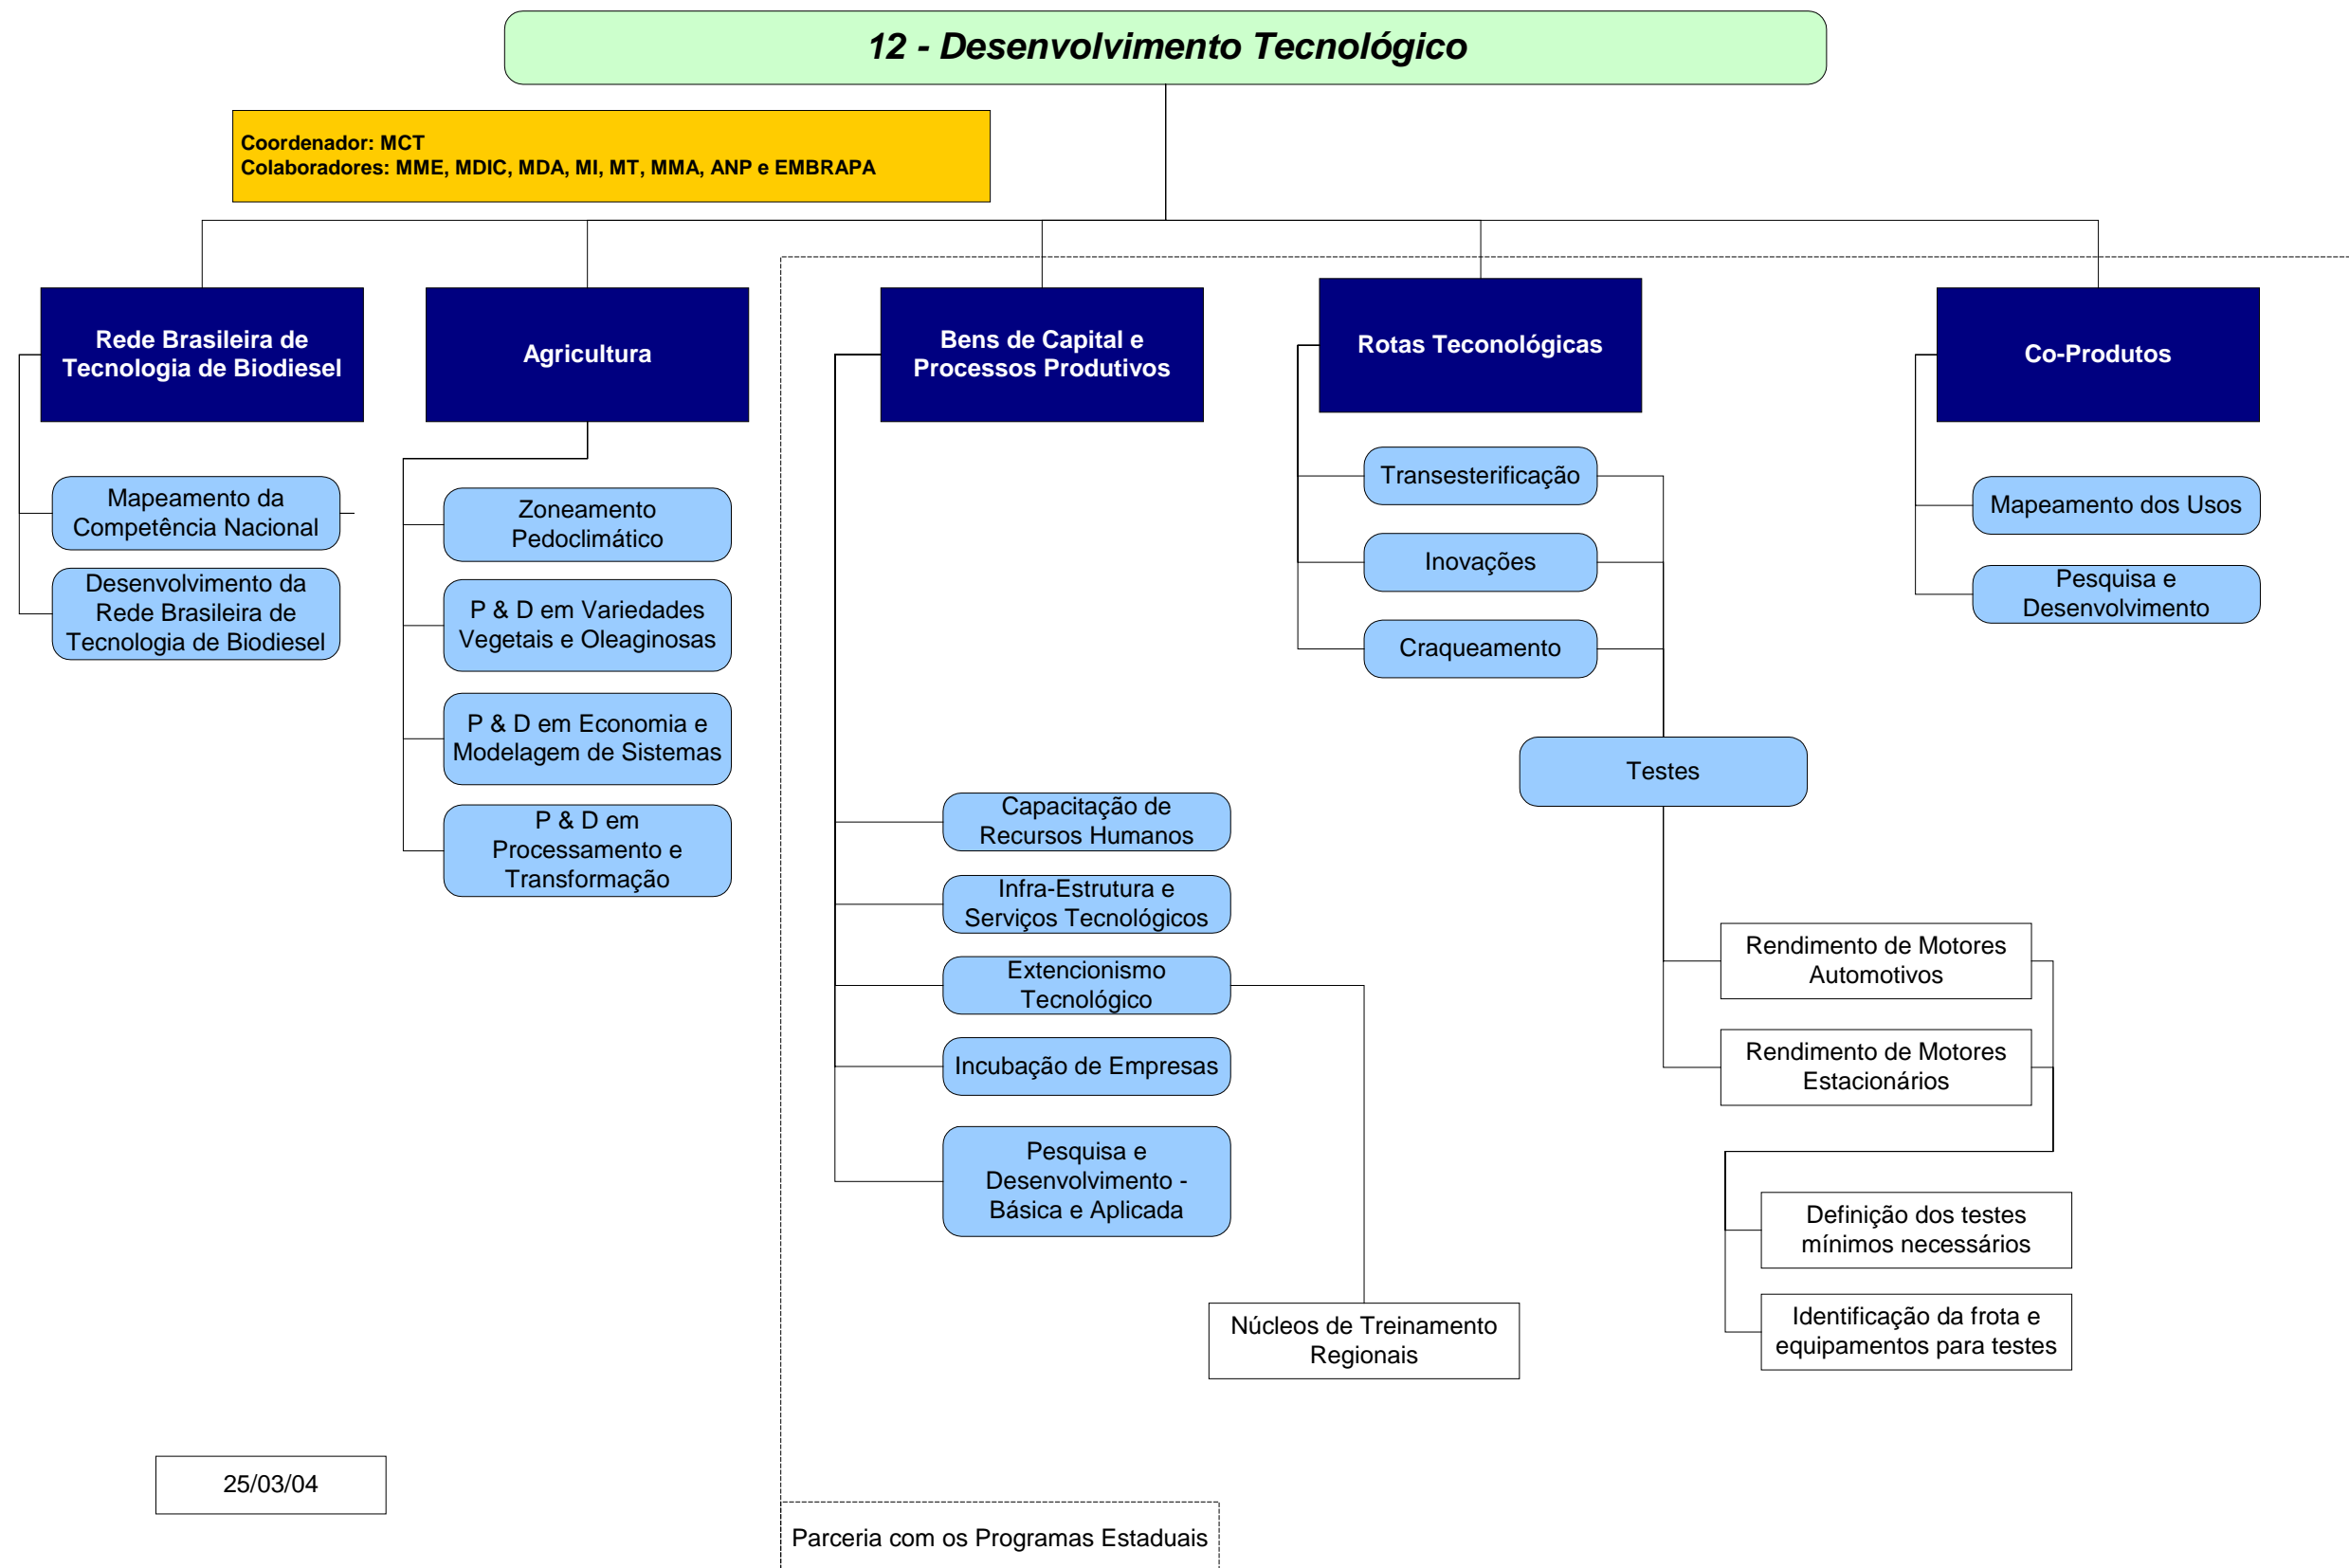 12 - Desenvolvimento Tecnológico
Coordenador: MCT
Colaboradores: MME, MDIC, MDA, MI, MT, MMA, ANP e EMBRAPA
Rede Brasileira de
Tecnologia de Biodiesel
Mapeamento da
Competência Nacional
Desenvolvimento da
Rede Brasileira de
Tecnologia de Biodiesel
Agricultura
Zoneamento
Pedoclimático
P & D em Variedades
Vegetais e Oleaginosas
P & D em Economia e
Modelagem de Sistemas
P & D em
Processamento e
Transformação
Bens de Capital e
Processos Produtivos
Capacitação de
Recursos Humanos
Infra-Estrutura e
Serviços Tecnológicos
Extencionismo
Tecnológico
Incubação de Empresas
Pesquisa e
Desenvolvimento -
Básica e Aplicada
Núcleos de Treinamento
Regionais
Rotas Teconológicas
Transesterificação
Inovações
Craqueamento
Testes
Rendimento de Motores
Automotivos
Rendimento de Motores
Estacionários
Definição dos testes
mínimos necessários
Identificação da frota e
equipamentos para testes
Co-Produtos
Mapeamento dos Usos
Pesquisa e
Desenvolvimento
25/03/04
Parceria com os Programas Estaduais